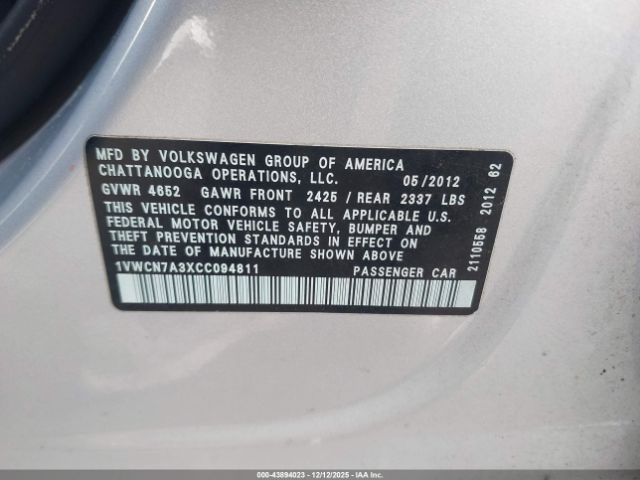 MFD BY VOLKSWAGEN GROUP OF AMERICA
CHATTANOOGA OPERATIONS, LLC. 05/2012
GVWR 4652 GAWR FRONT 2425 / REAR 2337 LBS
THIS VEHICLE CONFORMS TO ALL APPLICABLE U.S.
FEDERAL MOTOR VEHICLE SAFETY, BUMPER AND
THEFT PREVENTION STANDARDS IN EFFECT ON
THE DATE OF MANUFACTURE SHOWN ABOVE
1VWCN7A3XCC094811 PASSENGER CAR
2110558 2012 62
000-43894023 - 12/12/2025 - IAAI.CA